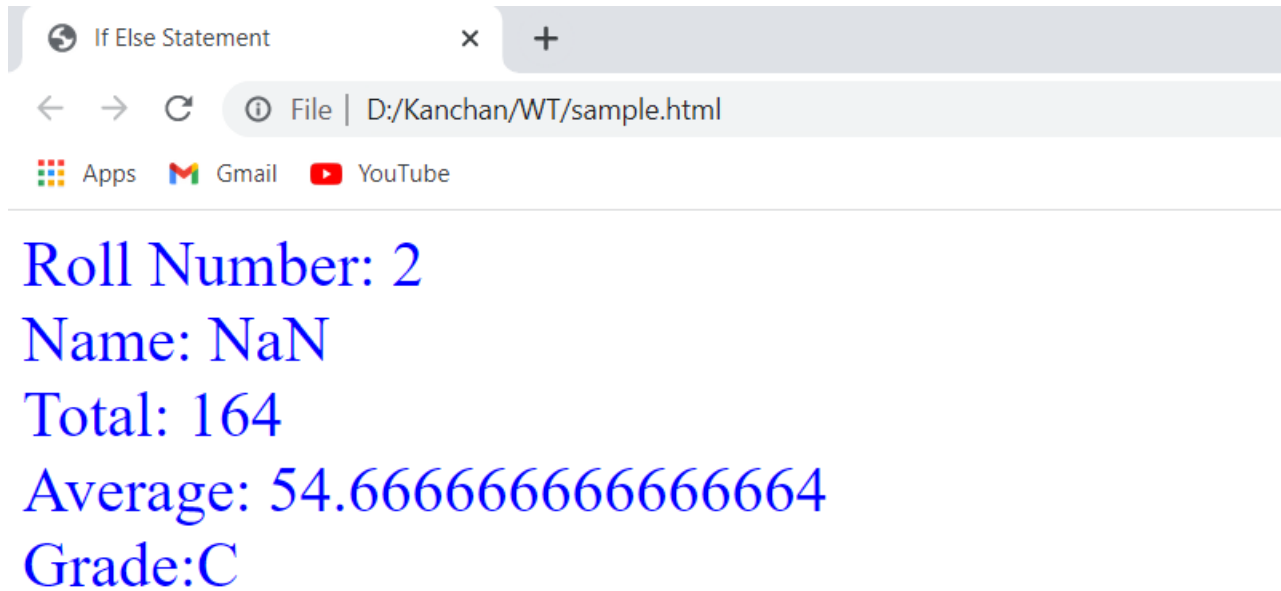 If Else Statement
File | D:/Kanchan/WT/sample.html
Apps Gmail YouTube
Roll Number: 2
Name: NaN
Total: 164
Average: 54.666666666666664
Grade:C